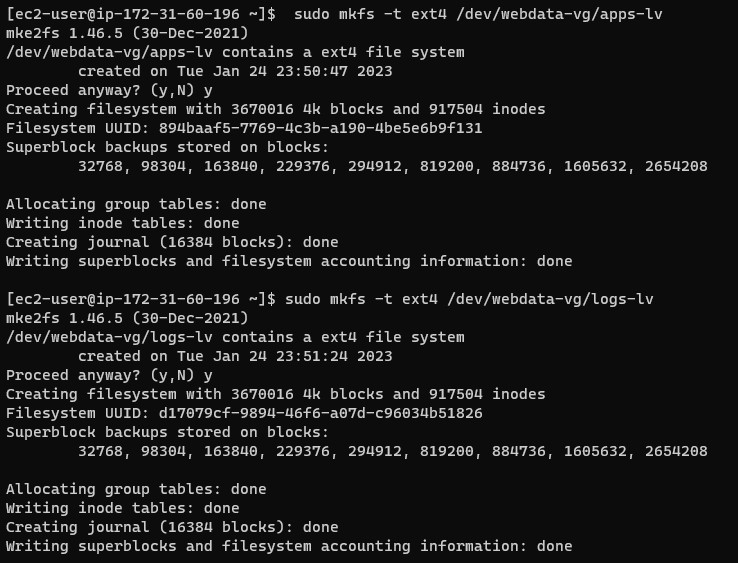 [ec2-user@ip-172-31-60-196 ~]$  sudo mkfs -t ext4 /dev/webdata-vg/apps-lv
mke2fs 1.46.5 (30-Dec-2021)
/dev/webdata-vg/apps-lv contains a ext4 file system
        created on Tue Jan 24 23:50:47 2023
Proceed anyway? (y,N) y
Creating filesystem with 3670016 4k blocks and 917504 inodes
Filesystem UUID: 894baaf5-7769-4c3b-a190-4be5e6b9f131
Superblock backups stored on blocks:
        32768, 98304, 163840, 229376, 294912, 819200, 884736, 1605632, 2654208

Allocating group tables: done
Writing inode tables: done
Creating journal (16384 blocks): done
Writing superblocks and filesystem accounting information: done

[ec2-user@ip-172-31-60-196 ~]$ sudo mkfs -t ext4 /dev/webdata-vg/logs-lv
mke2fs 1.46.5 (30-Dec-2021)
/dev/webdata-vg/logs-lv contains a ext4 file system
        created on Tue Jan 24 23:51:24 2023
Proceed anyway? (y,N) y
Creating filesystem with 3670016 4k blocks and 917504 inodes
Filesystem UUID: d17079cf-9894-46f6-a07d-c96034b51826
Superblock backups stored on blocks:
        32768, 98304, 163840, 229376, 294912, 819200, 884736, 1605632, 2654208

Allocating group tables: done
Writing inode tables: done
Creating journal (16384 blocks): done
Writing superblocks and filesystem accounting information: done